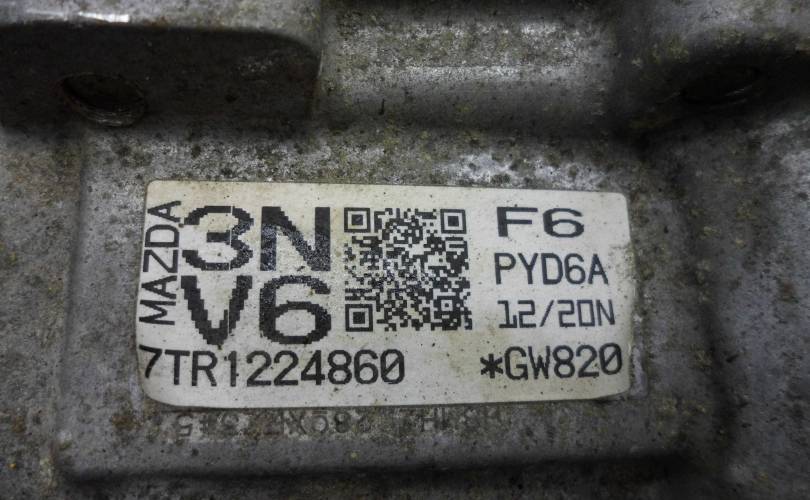 MAZDA
3N
V6
F6
PYD6A
12/20N
7TR1224860
*GW820